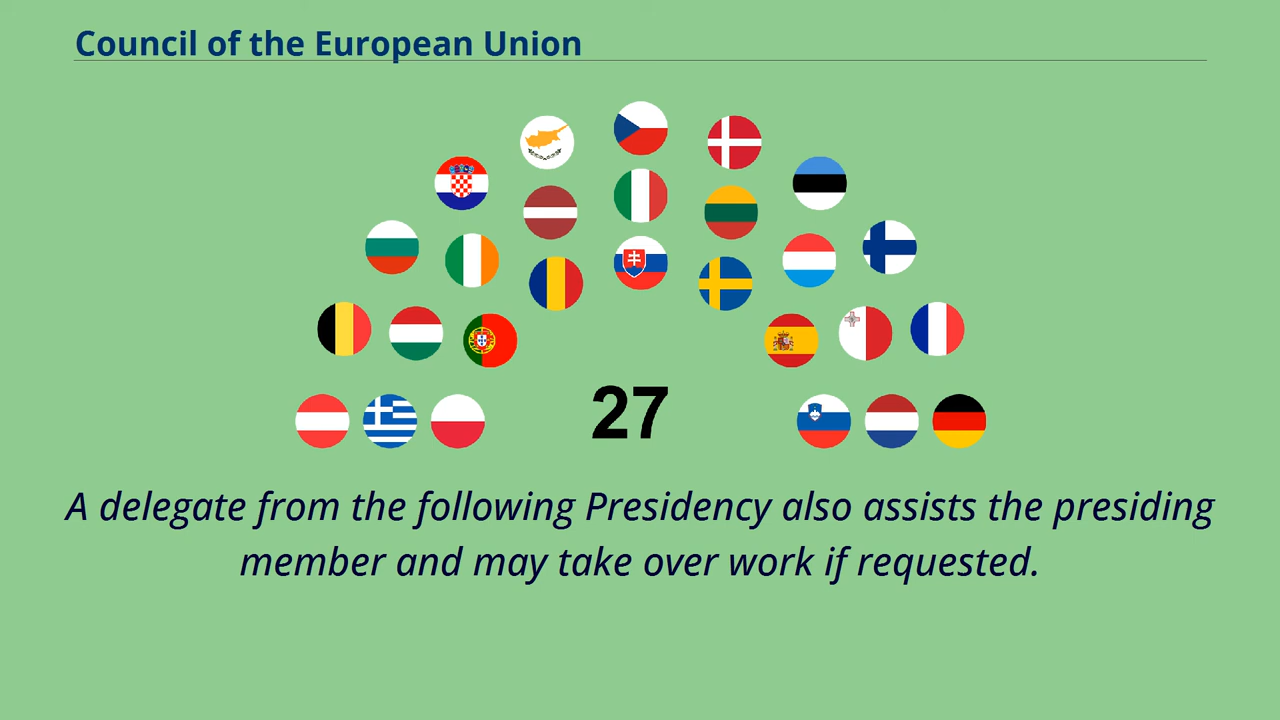 Council of the European Union
27
A delegate from the following Presidency also assists the presiding
member and may take over work if requested.